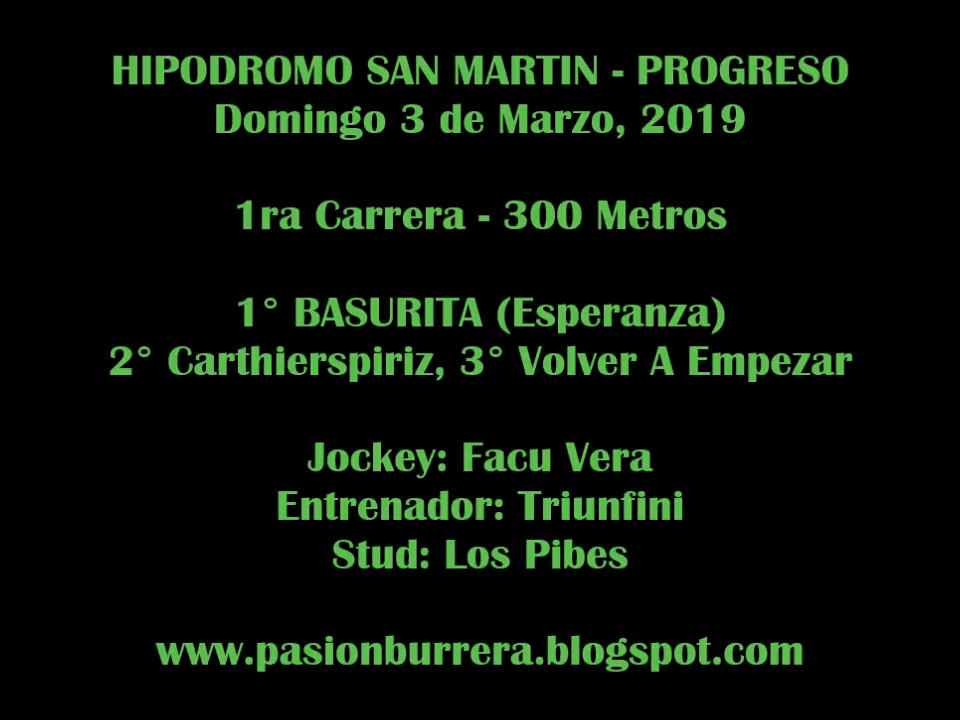 HIPODROMO SAN MARTIN - PROGRESO
Domingo 3 de Marzo, 2019
1ra Carrera - 300 Metros
1° BASURITA (Esperanza)
2° Carthierspiriz, 3° Volver A Empezar
Jockey: Facu Vera
Entrenador: Triunfini
Stud: Los Pibes
www.pasionburrera.blogspot.com